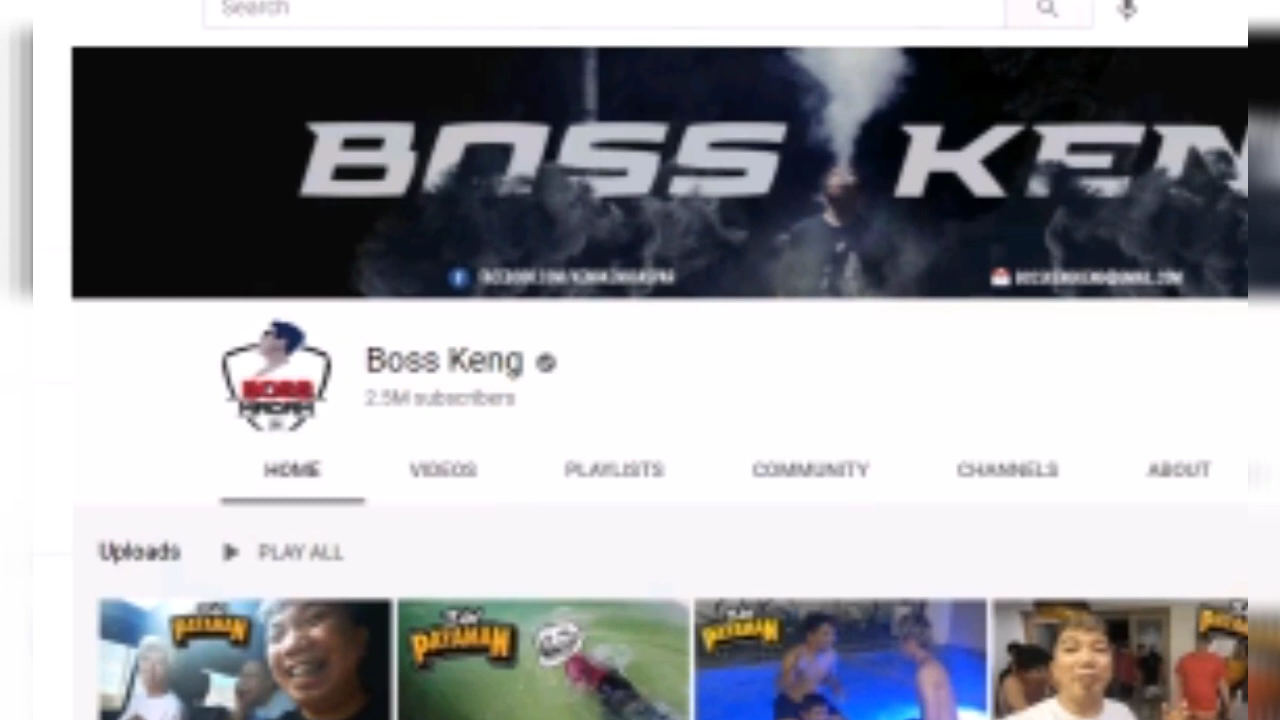 Search
BOSS KEN
Boss Keng
2.5M subscribers
HOME VIDEOS PLAYLISTS COMMUNITY CHANNELS ABOUT
Uploads PLAY ALL
PAYAMAN
PAYAMAN
PAYAMAN